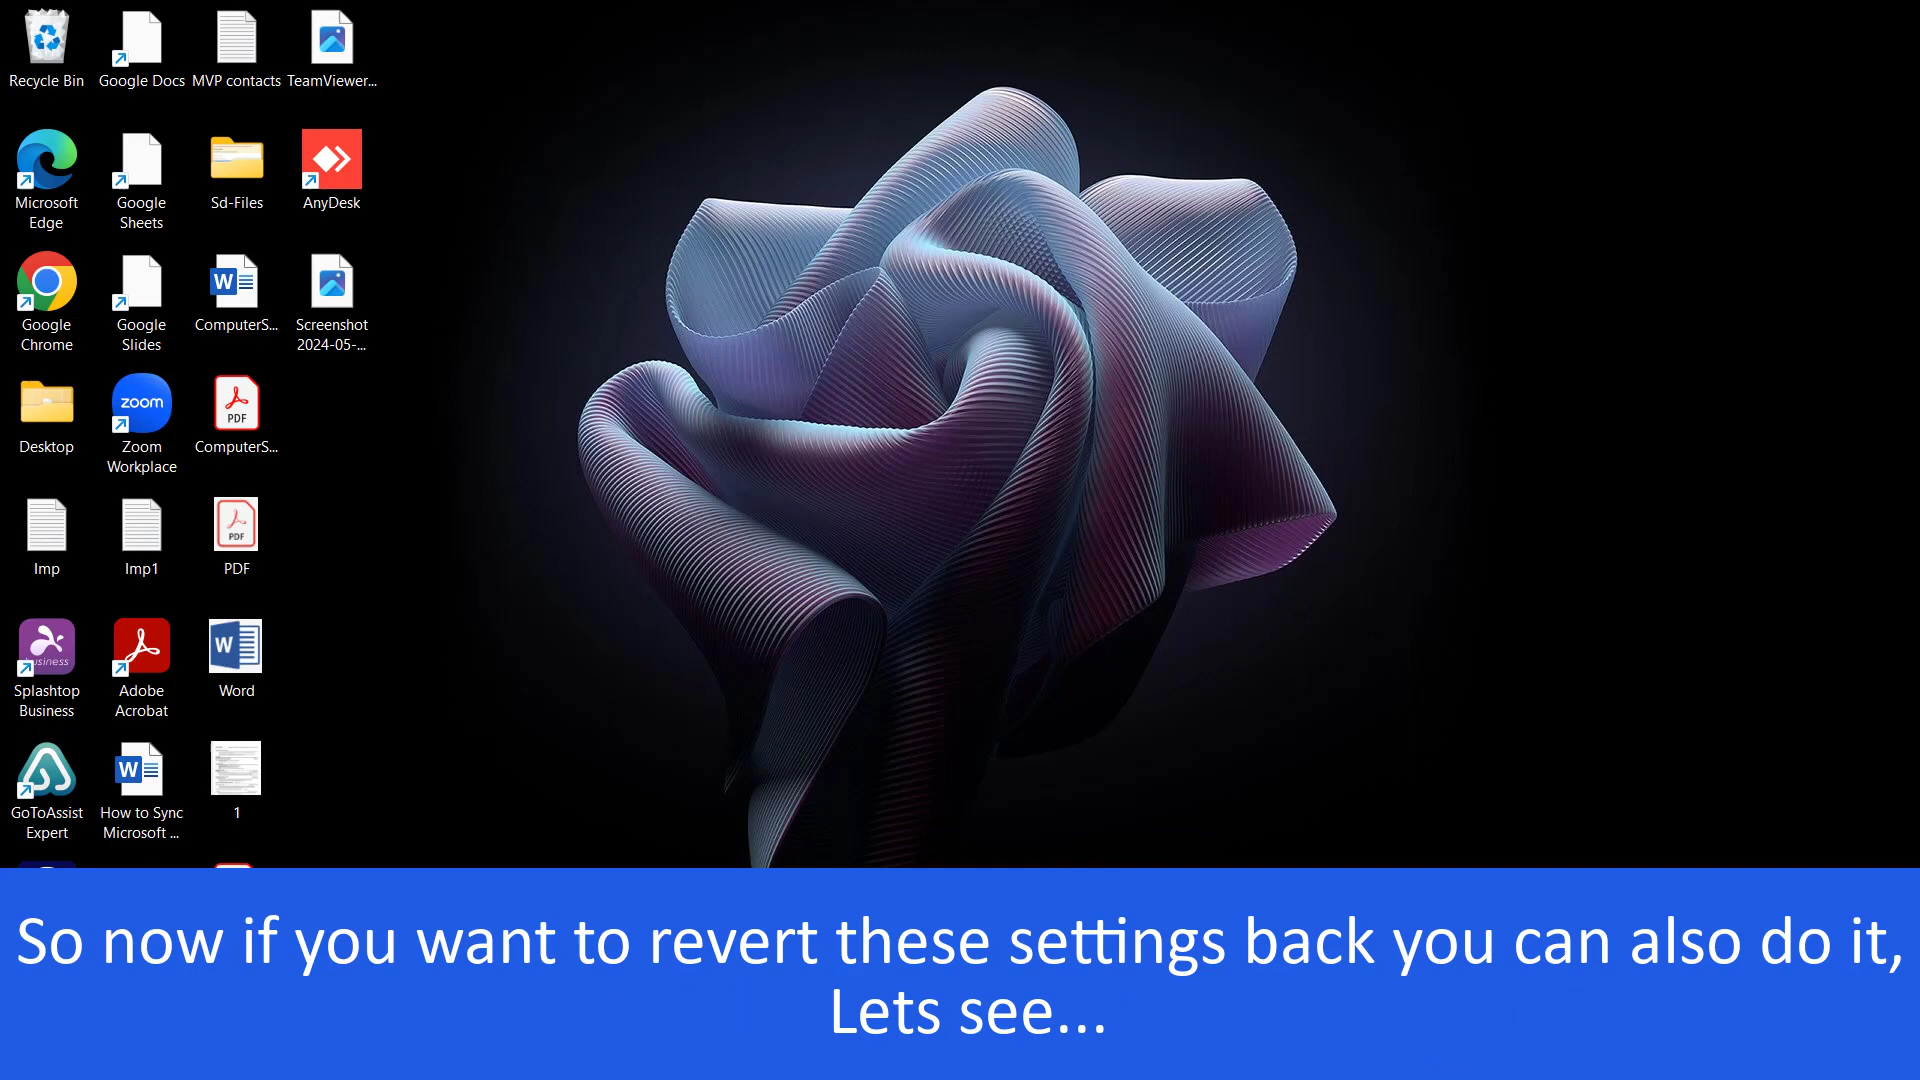 Recycle Bin
Google Docs
MVP contacts
TeamViewer...
Microsoft
Edge
Google
Sheets
Sd-Files
AnyDesk
Google
Chrome
Google
Slides
W
ComputerS...
Screenshot
2024-05-...
Desktop
zoom
Zoom
Workplace
PDF
ComputerS...
Imp
Imp1
PDF
PDF
business
Splashtop
Business
Adobe
Acrobat
W
Word
GoToAssist
Expert
W
How to Sync
Microsoft ...
1
So now if you want to revert these settings back you can also do it,
Lets see...